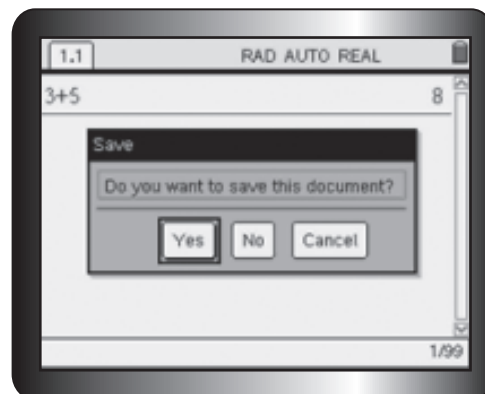 1.1 RAD AUTO REAL
3+5 8
Save
Do you want to save this document?
Yes No Cancel
1/99